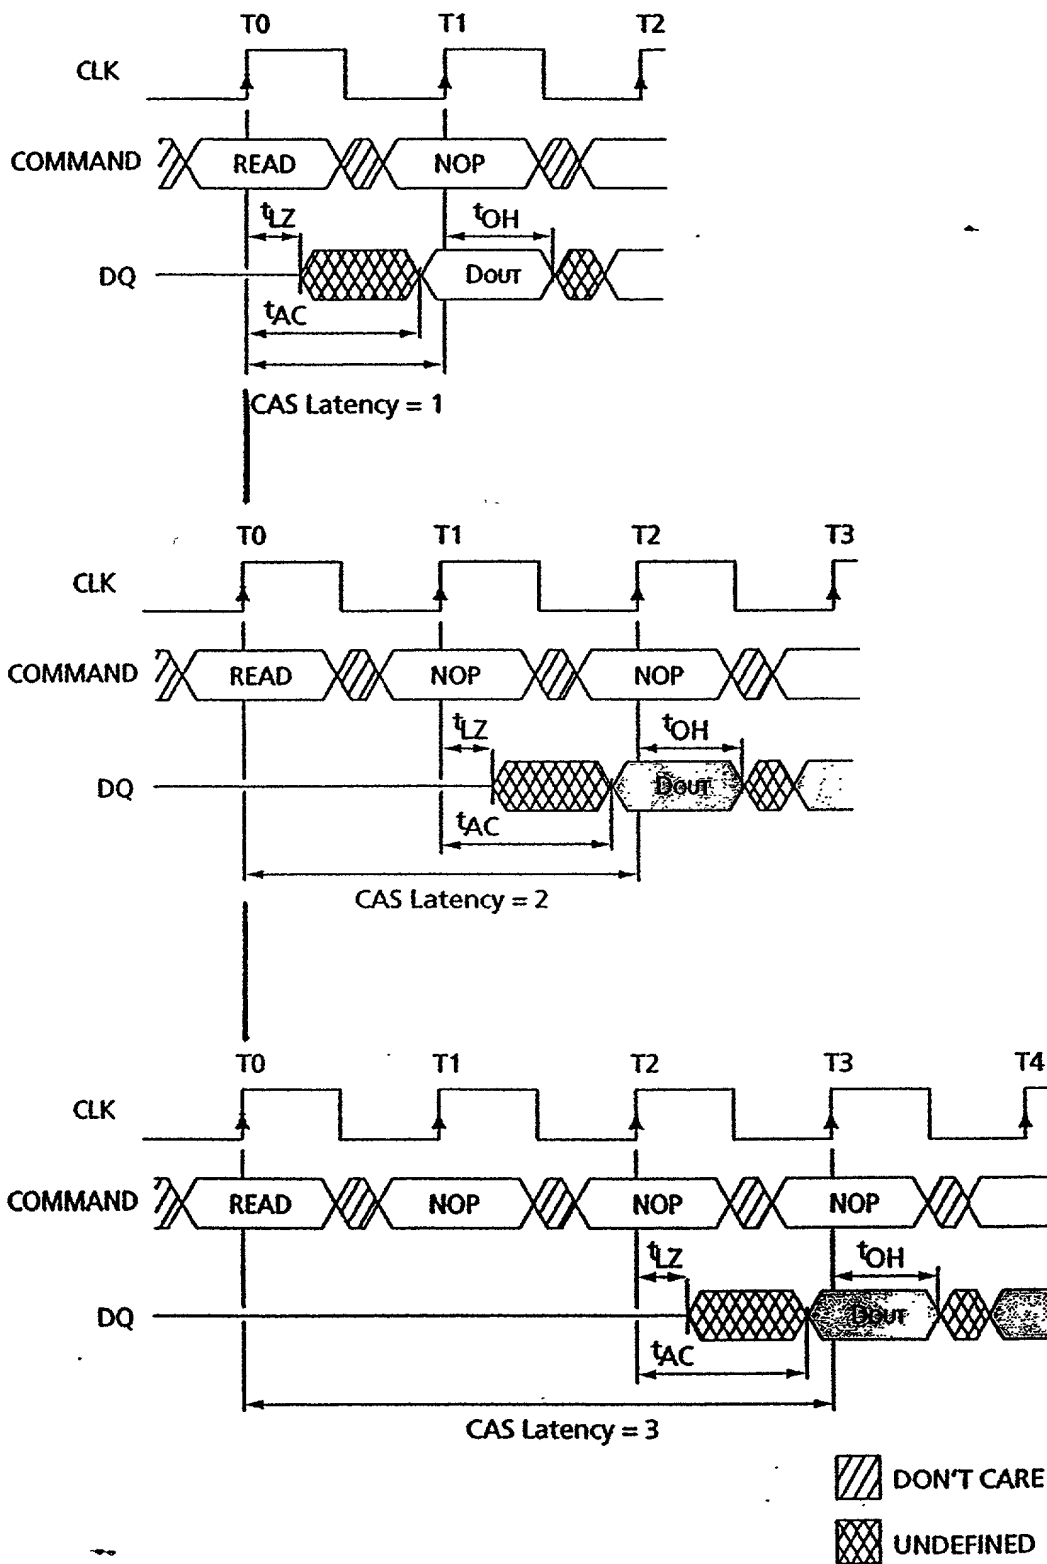 T0 T1 T2
CLK
COMMAND READ NOP
tLZ tOH
DQ DOUT
tAC
CAS Latency = 1
T0 T1 T2 T3
CLK
COMMAND READ NOP NOP
tLZ tOH
DQ DOUT
tAC
CAS Latency = 2
T0 T1 T2 T3 T4
CLK
COMMAND READ NOP NOP NOP
tLZ tOH
DQ DOUT
tAC
CAS Latency = 3
DON'T CARE
UNDEFINED